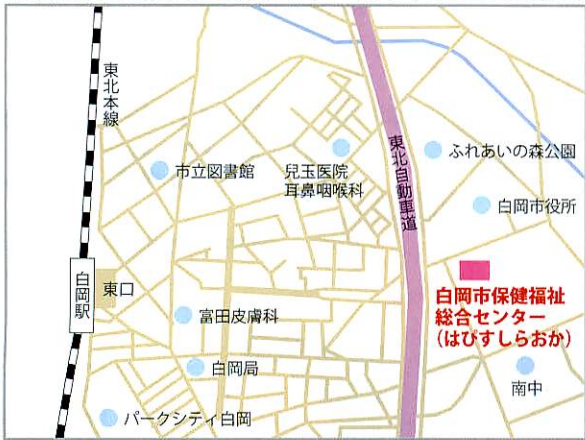 東北本線
市立図書館
兒玉医院
耳鼻咽喉科
東北自動車道
ふれあいの森公園
白岡市役所
白岡駅
東口
富田皮膚科
白岡市保健福祉
総合センター
(はぴすしらおか)
白岡局
南中
パークシティ白岡